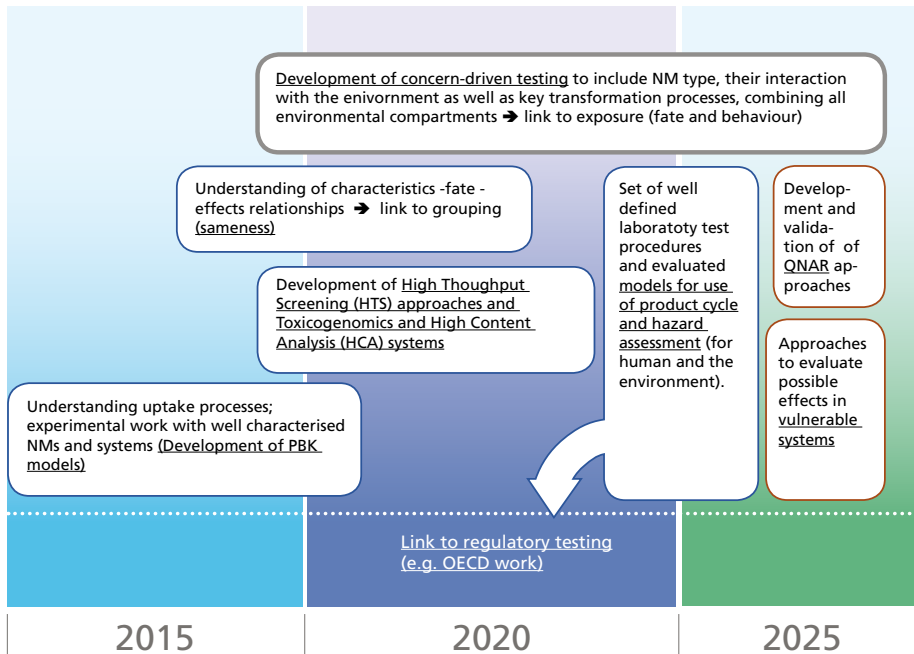 Development of concern-driven testing to include NM type, their interaction
with the enivornment as well as key transformation processes, combining all
environmental compartments ➔ link to exposure (fate and behaviour)
Understanding of characteristics -fate -
effects relationships ➔ link to grouping
(sameness)
Set of well
defined
laboratoty test
procedures
and evaluated
models for use
of product cycle
and hazard
assessment (for
human and the
environment).
Develop-
ment and
valida-
tion of of
QNAR ap-
proaches
Development of High Thoughput
Screening (HTS) approaches and
Toxicogenomics and High Content
Analysis (HCA) systems
Approaches
to evaluate
possible
effects in
vulnerable
systems
Understanding uptake processes;
experimental work with well characterised
NMs and systems (Development of PBK
models)
Link to regulatory testing
(e.g. OECD work)
2015
2020
2025